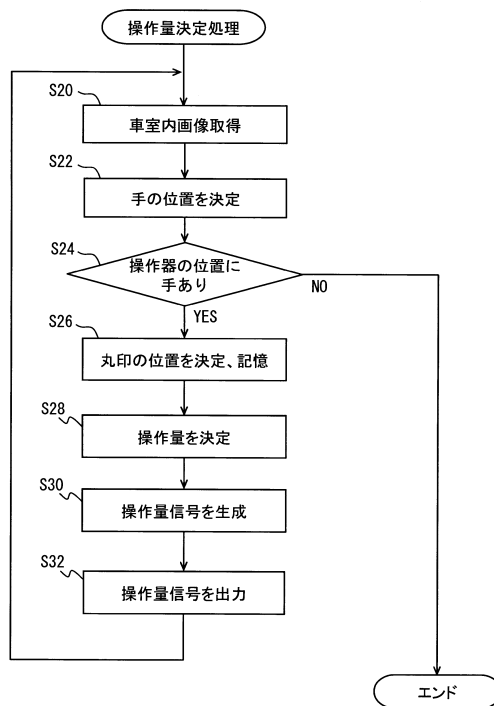 操作量決定処理
S20
車室内画像取得
S22
手の位置を決定
S24
操作器の位置に
手あり
NO
YES
S26
丸印の位置を決定、記憶
S28
操作量を決定
S30
操作量信号を生成
S32
操作量信号を出力
エンド